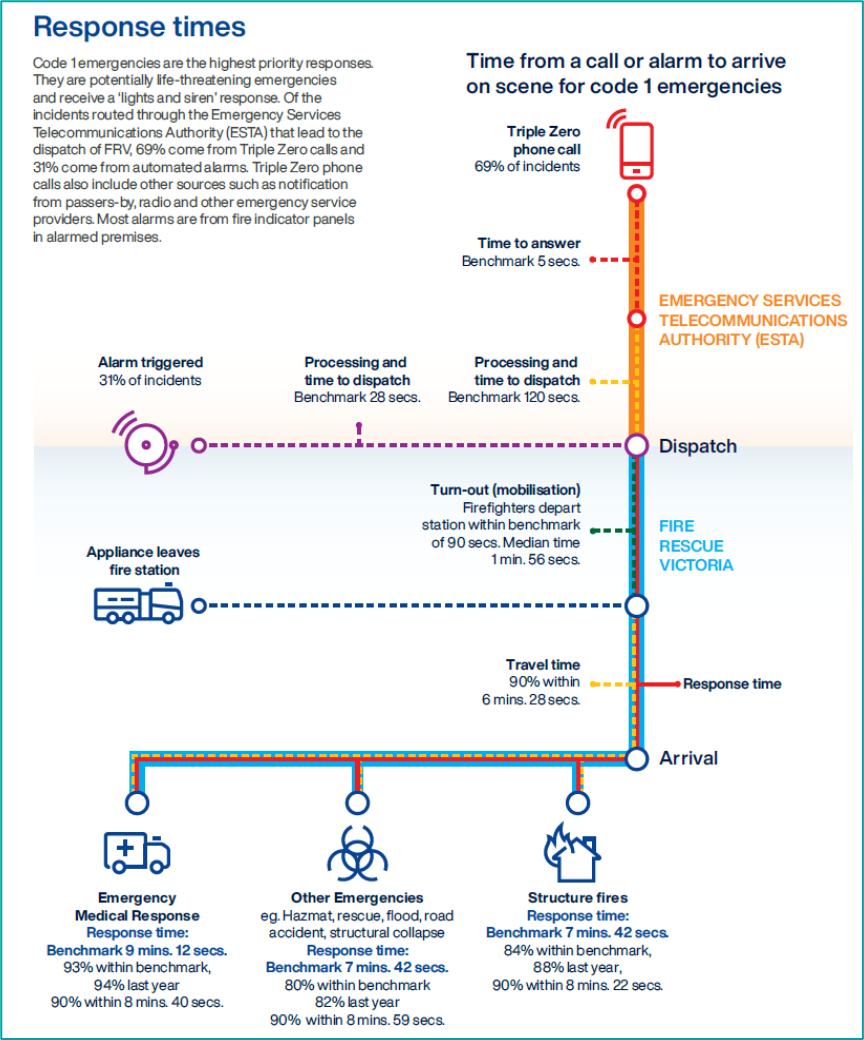 Response times
Code 1 emergencies are the highest priority responses.
They are potentially life-threatening emergencies
and receive a ‘lights and siren’ response. Of the
incidents routed through the Emergency Services
Telecommunications Authority (ESTA) that lead to the
dispatch of FRV, 69% come from Triple Zero calls and
31% come from automated alarms. Triple Zero phone
calls also include other sources such as notification
from passers-by, radio and other emergency service
providers. Most alarms are from fire indicator panels
in alarmed premises.
Time from a call or alarm to arrive
on scene for code 1 emergencies
Triple Zero
phone call
69% of incidents
Time to answer
Benchmark 5 secs.
EMERGENCY SERVICES
TELECOMMUNICATIONS
AUTHORITY (ESTA)
Alarm triggered
31% of incidents
Processing and
time to dispatch
Benchmark 28 secs.
Processing and
time to dispatch
Benchmark 120 secs.
Dispatch
Turn-out (mobilisation)
Firefighters depart
station within benchmark
of 90 secs. Median time
1 min. 56 secs.
FIRE
RESCUE
VICTORIA
Appliance leaves
fire station
Travel time
90% within
6 mins. 28 secs.
Response time
Arrival
Emergency
Medical Response
Response time:
Benchmark 9 mins. 12 secs.
93% within benchmark,
94% last year
90% within 8 mins. 40 secs.
Other Emergencies
eg. Hazmat, rescue, flood, road
accident, structural collapse
Response time:
Benchmark 7 mins. 42 secs.
80% within benchmark
82% last year
90% within 8 mins. 59 secs.
Structure fires
Response time:
Benchmark 7 mins. 42 secs.
84% within benchmark,
88% last year,
90% within 8 mins. 22 secs.